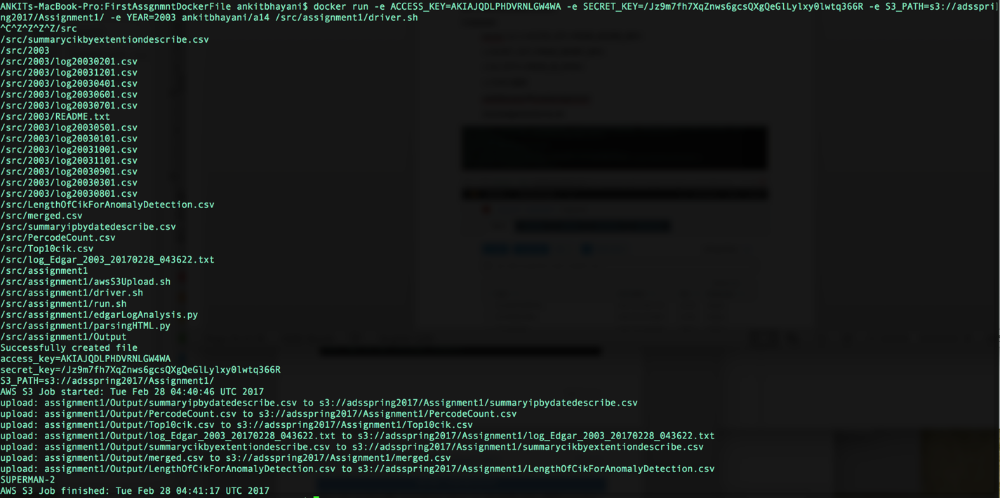 ANKITs-MacBook-Pro:FirstAssgnmntDockerFile ankitbhayani$ docker run -e ACCESS_KEY=AKIAJQDLPHDVRNLGW4WA -e SECRET_KEY=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 -e S3_PATH=s3://adsspri
ng2017/Assignment1/ -e YEAR=2003 ankitbhayani/a14 /src/assignment1/driver.sh
^C^Z^Z^Z^Z/src
/src/summarycikbyextentiondescribe.csv
/src/2003
/src/2003/log20030201.csv
/src/2003/log20031201.csv
/src/2003/log20030401.csv
/src/2003/log20030601.csv
/src/2003/log20030701.csv
/src/2003/README.txt
/src/2003/log20030501.csv
/src/2003/log20030101.csv
/src/2003/log20031001.csv
/src/2003/log20031101.csv
/src/2003/log20030901.csv
/src/2003/log20030301.csv
/src/2003/log20030801.csv
/src/LengthOfCikForAnomalyDetection.csv
/src/merged.csv
/src/summaryipbydatedescribe.csv
/src/PercodeCount.csv
/src/Top10cik.csv
/src/log_Edgar_2003_20170228_043622.txt
/src/assignment1
/src/assignment1/awsS3Upload.sh
/src/assignment1/driver.sh
/src/assignment1/run.sh
/src/assignment1/edgarLogAnalysis.py
/src/assignment1/parsingHTML.py
/src/assignment1/Output
Successfully created file
access_key=AKIAJQDLPHDVRNLGW4WA
secret_key=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
S3_PATH=s3://adsspring2017/Assignment1/
AWS S3 Job started: Tue Feb 28 04:40:46 UTC 2017
upload: assignment1/Output/summaryipbydatedescribe.csv to s3://adsspring2017/Assignment1/summaryipbydatedescribe.csv
upload: assignment1/Output/PercodeCount.csv to s3://adsspring2017/Assignment1/PercodeCount.csv
upload: assignment1/Output/Top10cik.csv to s3://adsspring2017/Assignment1/Top10cik.csv
upload: assignment1/Output/log_Edgar_2003_20170228_043622.txt to s3://adsspring2017/Assignment1/log_Edgar_2003_20170228_043622.txt
upload: assignment1/Output/summarycikbyextentiondescribe.csv to s3://adsspring2017/Assignment1/summarycikbyextentiondescribe.csv
upload: assignment1/Output/merged.csv to s3://adsspring2017/Assignment1/merged.csv
upload: assignment1/Output/LengthOfCikForAnomalyDetection.csv to s3://adsspring2017/Assignment1/LengthOfCikForAnomalyDetection.csv
SUPERMAN-2
AWS S3 Job finished: Tue Feb 28 04:41:17 UTC 2017